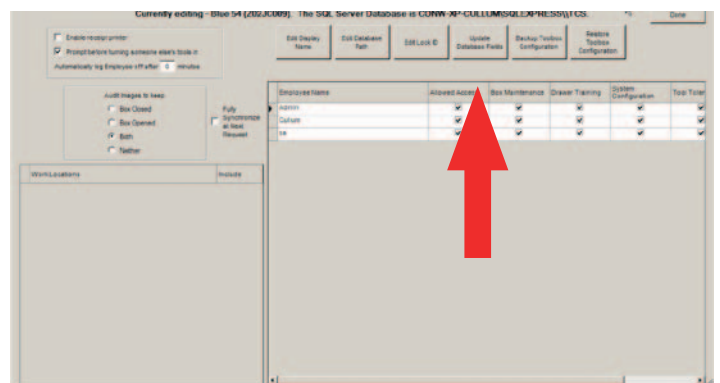 Currently editing - Blue 54 (202JC009). The SQL Server Database is CONW-XP-CULLUM\SQLEXPRESS\\TCS.
Done
Enable receipt printer
Prompt before turning someone else's tools in
Automatically log Employee off after 0 minutes
Edit Display
Name
Edit Database
Path
Edit Lock ID
Update
Database Fields
Backup Toolbox
Configuration
Restore
Toolbox
Configuration
Audit Images to keep
Box Closed
Box Opened
Both
Neither
Fully
Synchronize
at Next
Request
Employee Name
Allowed Access
Box Maintenance
Drawer Training
System
Configuration
Tool Toler
Admin
Cullum
WorkLocations
Include